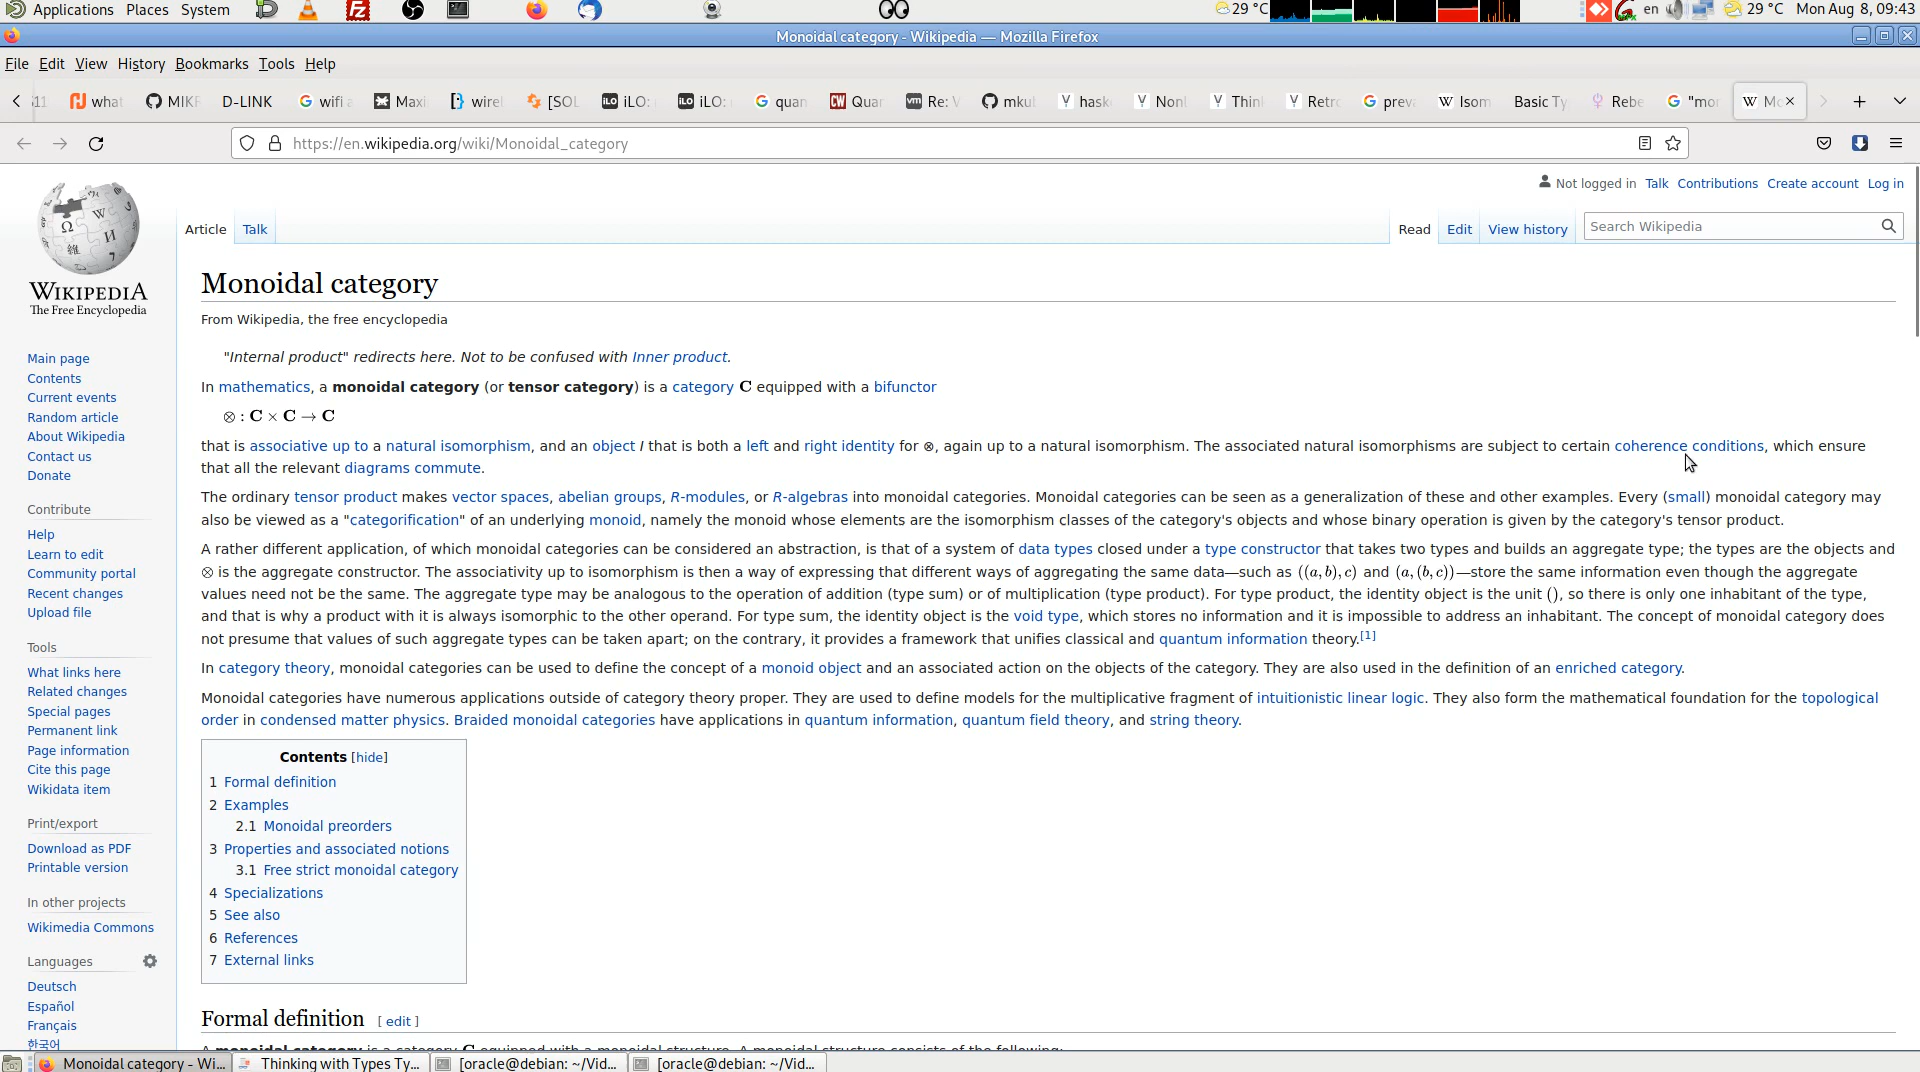 Applications Places System 29 °C en 29 °C Mon Aug 8, 09:43
Monoidal category - Wikipedia — Mozilla Firefox
File Edit View History Bookmarks Tools Help
what MIKR D-LINK wifi a Maxi wire [SOL iLO: iLO: quan Quan Re: V mkul hask Non Thin Retro preva Isom Basic Ty Rebe "mor Mo
https://en.wikipedia.org/wiki/Monoidal_category
Not logged in Talk Contributions Create account Log in
Article Talk Read Edit View history Search Wikipedia
WIKIPEDIA
The Free Encyclopedia
Main page
Contents
Current events
Random article
About Wikipedia
Contact us
Donate
Contribute
Help
Learn to edit
Community portal
Recent changes
Upload file
Tools
What links here
Related changes
Special pages
Permanent link
Page information
Cite this page
Wikidata item
Print/export
Download as PDF
Printable version
In other projects
Wikimedia Commons
Languages
Deutsch
Español
Français
한국어
Monoidal category
From Wikipedia, the free encyclopedia
"Internal product" redirects here. Not to be confused with Inner product.
In mathematics, a monoidal category (or tensor category) is a category C equipped with a bifunctor
⊗ : C × C → C
that is associative up to a natural isomorphism, and an object I that is both a left and right identity for ⊗, again up to a natural isomorphism. The associated natural isomorphisms are subject to certain coherence conditions, which ensure
that all the relevant diagrams commute.
The ordinary tensor product makes vector spaces, abelian groups, R-modules, or R-algebras into monoidal categories. Monoidal categories can be seen as a generalization of these and other examples. Every (small) monoidal category may
also be viewed as a "categorification" of an underlying monoid, namely the monoid whose elements are the isomorphism classes of the category's objects and whose binary operation is given by the category's tensor product.
A rather different application, of which monoidal categories can be considered an abstraction, is that of a system of data types closed under a type constructor that takes two types and builds an aggregate type; the types are the objects and
⊗ is the aggregate constructor. The associativity up to isomorphism is then a way of expressing that different ways of aggregating the same data—such as ((a, b), c) and (a, (b, c))—store the same information even though the aggregate
values need not be the same. The aggregate type may be analogous to the operation of addition (type sum) or of multiplication (type product). For type product, the identity object is the unit (), so there is only one inhabitant of the type,
and that is why a product with it is always isomorphic to the other operand. For type sum, the identity object is the void type, which stores no information and it is impossible to address an inhabitant. The concept of monoidal category does
not presume that values of such aggregate types can be taken apart; on the contrary, it provides a framework that unifies classical and quantum information theory.[1]
In category theory, monoidal categories can be used to define the concept of a monoid object and an associated action on the objects of the category. They are also used in the definition of an enriched category.
Monoidal categories have numerous applications outside of category theory proper. They are used to define models for the multiplicative fragment of intuitionistic linear logic. They also form the mathematical foundation for the topological
order in condensed matter physics. Braided monoidal categories have applications in quantum information, quantum field theory, and string theory.
Contents [hide]
1 Formal definition
2 Examples
2.1 Monoidal preorders
3 Properties and associated notions
3.1 Free strict monoidal category
4 Specializations
5 See also
6 References
7 External links
Formal definition [ edit ]
A monoidal category is a category C equipped with a monoidal structure. A monoidal structure consists of the following:
Monoidal category - Wi... Thinking with Types Ty... [oracle@debian: ~/Vid... [oracle@debian: ~/Vid...